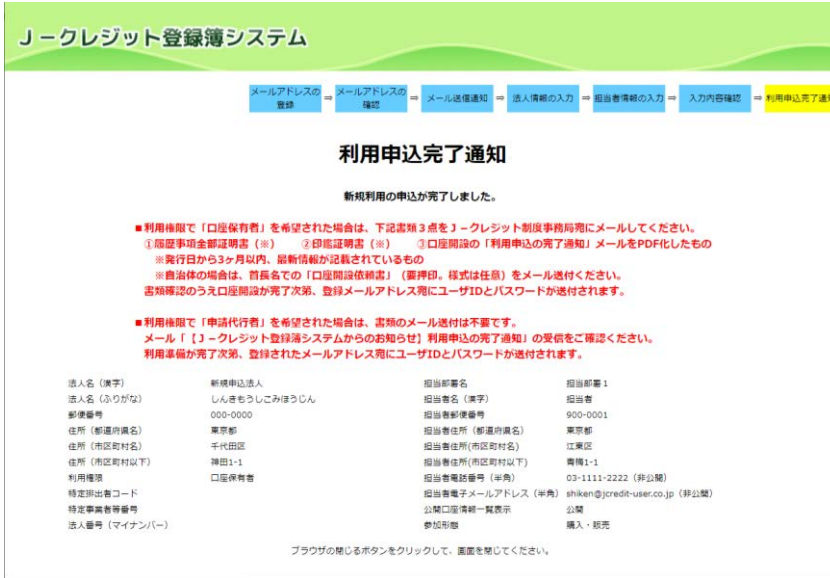 Ｊ－クレジット登録簿システム
メールアドレスの登録 ⇒ メールアドレスの確認 ⇒ メール送信通知 ⇒ 法人情報の入力 ⇒ 担当者情報の入力 ⇒ 入力内容確認 ⇒ 利用申込完了通
利用申込完了通知
新規利用の申込が完了しました。
■利用権限で「口座保有者」を希望された場合は、下記書類３点をＪ－クレジット制度事務局宛にメールしてください。
①履歴事項全部証明書（※）　②印鑑証明書（※）　③口座開設の「利用申込の完了通知」メールをPDF化したもの
※発行日から3ヶ月以内、最新情報が記載されているもの
※自治体の場合は、首長名での「口座開設依頼書」（要押印。様式は任意）をメール送付ください。
書類確認のうえ口座開設が完了次第、登録メールアドレス宛にユーザIDとパスワードが送付されます。
■利用権限で「申請代行者」を希望された場合は、書類のメール送付は不要です。
メール「【Ｊ－クレジット登録簿システムからのお知らせ】利用申込の完了通知」の受信をご確認ください。
利用準備が完了次第、登録されたメールアドレス宛にユーザIDとパスワードが送付されます。
法人名（漢字）　新規申込法人　担当部署名　担当部署１
法人名（ふりがな）　しんきもうしこみほうじん　担当者名（漢字）　担当者
郵便番号　000-0000　担当者郵便番号　900-0001
住所（都道府県名）　東京都　担当者住所（都道府県名）　東京都
住所（市区町村名）　千代田区　担当者住所(市区町村名)　江東区
住所（市区町村以下）　神田1-1　担当者住所(市区町村以下)　青梅1-1
利用権限　口座保有者　担当者電話番号（半角）　03-1111-2222（非公開）
特定排出者コード　担当者電子メールアドレス（半角）　shiken@jcredit-user.co.jp（非公開）
特定事業者等番号　公開口座情報一覧表示　公開
法人番号（マイナンバー）　参加形態　購入・販売
ブラウザの閉じるボタンをクリックして、画面を閉じてください。